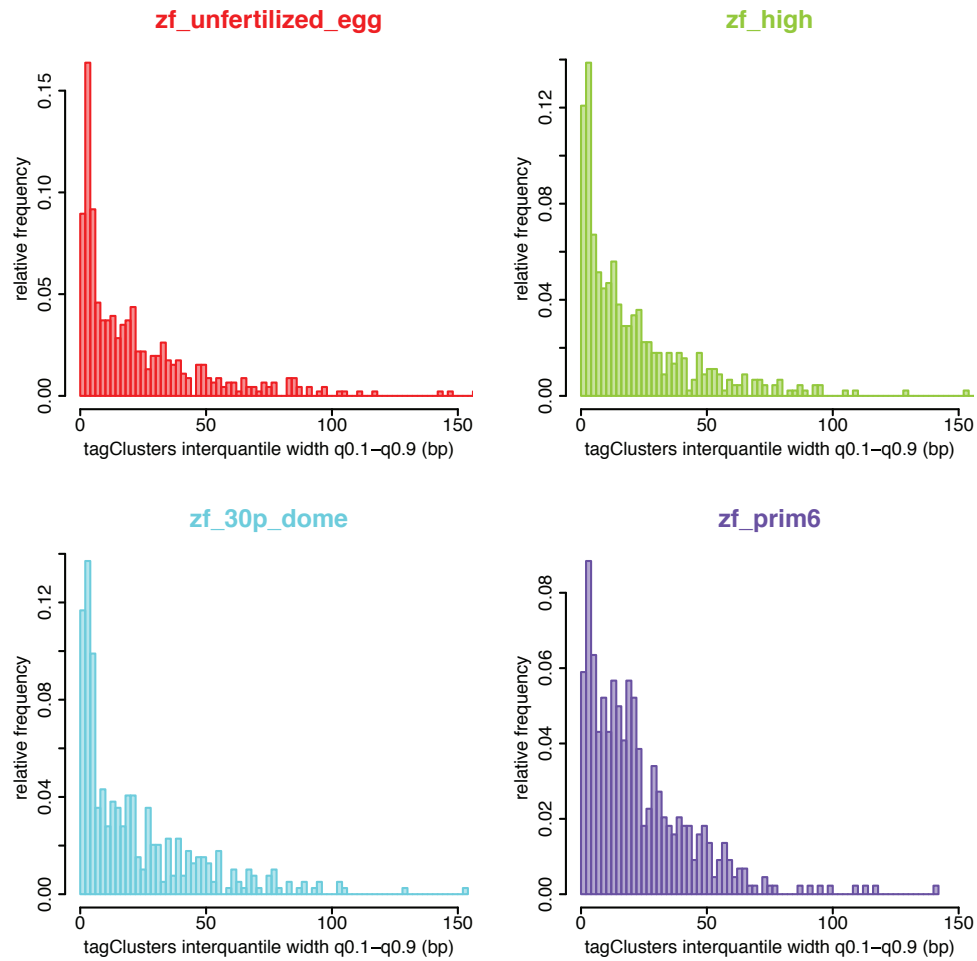 zf_unfertilized_egg
relative frequency
0.00 0.05 0.10 0.15
0 50 100 150
tagClusters interquantile width q0.1–q0.9 (bp)
zf_high
relative frequency
0.00 0.04 0.08 0.12
0 50 100 150
tagClusters interquantile width q0.1–q0.9 (bp)
zf_30p_dome
relative frequency
0.00 0.04 0.08 0.12
0 50 100 150
tagClusters interquantile width q0.1–q0.9 (bp)
zf_prim6
relative frequency
0.00 0.02 0.04 0.06 0.08
0 50 100 150
tagClusters interquantile width q0.1–q0.9 (bp)